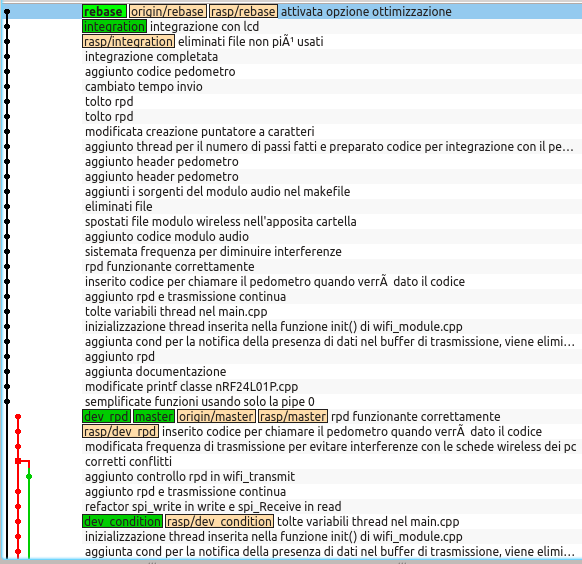 rebase origin/rebase rasp/rebase attivata opzione ottimizzazione
integration integrazione con lcd
rasp/integration eliminati file non piÃ¹ usati
integrazione completata
aggiunto codice pedometro
cambiato tempo invio
tolto rpd
tolto rpd
modificata creazione puntatore a caratteri
aggiunto thread per il numero di passi fatti e preparato codice per integrazione con il pe...
aggiunto header pedometro
aggiunto header pedometro
aggiunti i sorgenti del modulo audio nel makefile
eliminati file
spostati file modulo wireless nell'apposita cartella
aggiunto codice modulo audio
sistemata frequenza per diminuire interferenze
rpd funzionante correttamente
inserito codice per chiamare il pedometro quando verrÃ dato il codice
aggiunto rpd e trasmissione continua
tolte variabili thread nel main.cpp
inizializzazione thread inserita nella funzione init() di wifi_module.cpp
aggiunta cond per la notifica della presenza di dati nel buffer di trasmissione, viene elimi...
aggiunto rpd
aggiunta documentazione
modificate printf classe nRF24L01P.cpp
semplificate funzioni usando solo la pipe 0
dev_rpd master origin/master rasp/master rpd funzionante correttamente
rasp/dev_rpd inserito codice per chiamare il pedometro quando verrÃ dato il codice
modificata frequenza di trasmissione per evitare interferenze con le schede wireless dei pc
corretti conflitti
aggiunto controllo rpd in wifi_transmit
aggiunto rpd e trasmissione continua
refactor spi_write in write e spi_Receive in read
dev_condition rasp/dev_condition tolte variabili thread nel main.cpp
inizializzazione thread inserita nella funzione init() di wifi_module.cpp
aggiunta cond per la notifica della presenza di dati nel buffer di trasmissione, viene elimi...